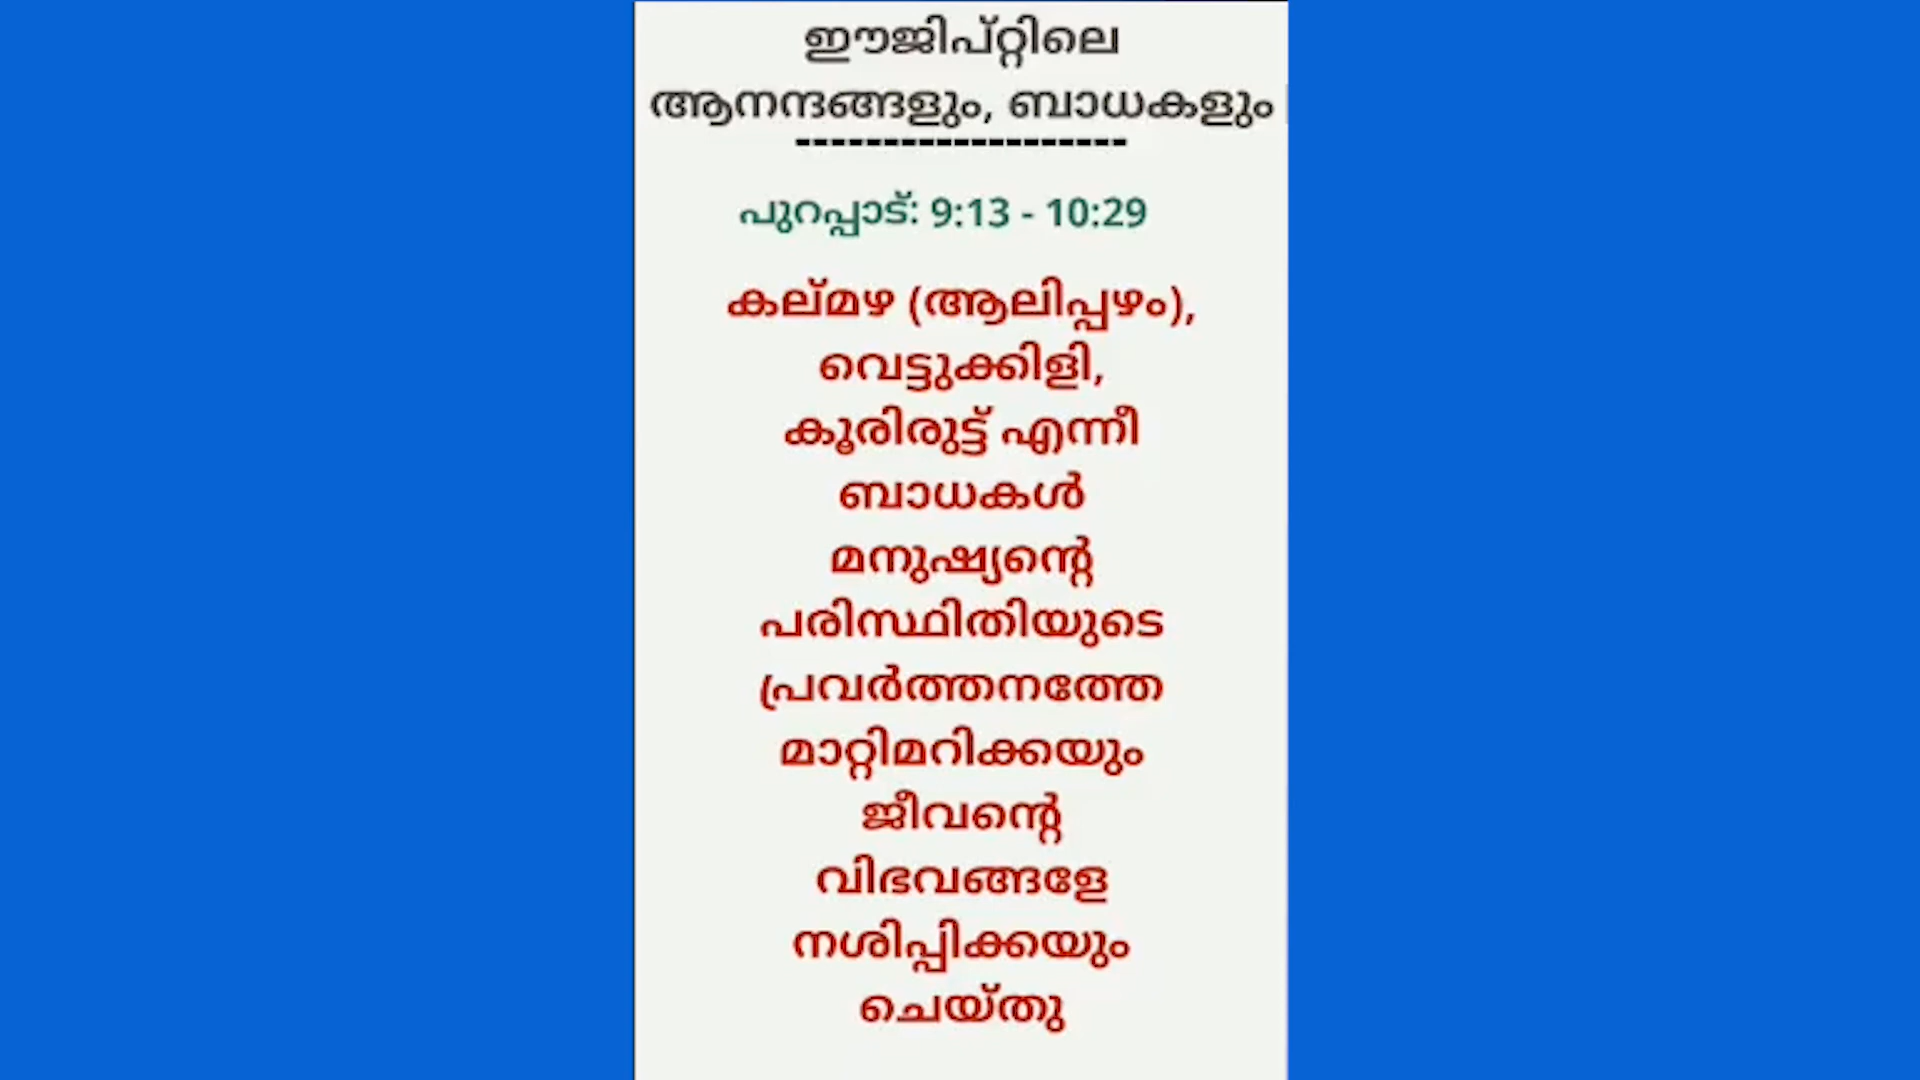 ഈജിപ്റ്റിലെ
ആനന്ദങ്ങളും, ബാധകളും
--------------------
പുറപ്പാട്: 9:13 - 10:29
കല്മഴ (ആലിപ്പഴം),
വെട്ടുക്കിളി,
കൂരിരുട്ട് എന്നീ
ബാധകൾ
മനുഷ്യന്റെ
പരിസ്ഥിതിയുടെ
പ്രവർത്തനത്തേ
മാറ്റിമറിക്കയും
ജീവന്റെ
വിഭവങ്ങളേ
നശിപ്പിക്കയും
ചെയ്തു